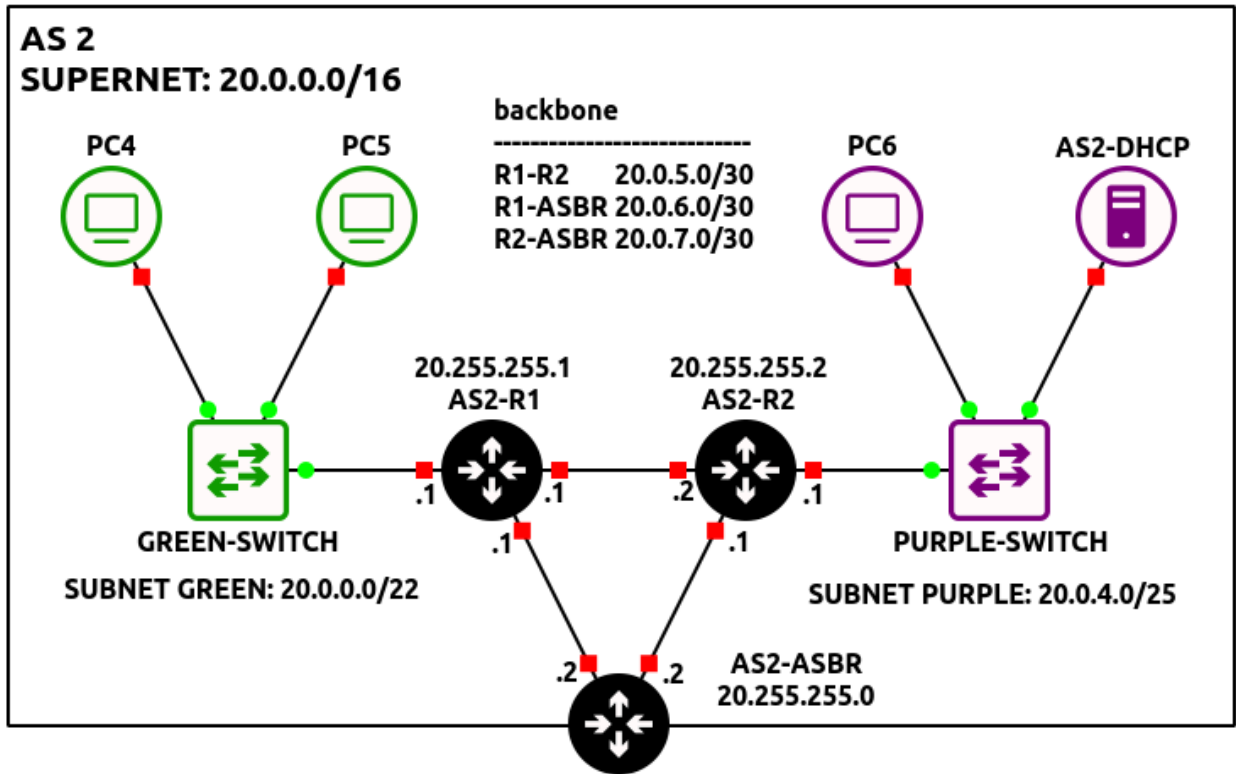 AS 2
SUPERNET: 20.0.0.0/16
backbone
----------------------------
R1-R2 20.0.5.0/30
R1-ASBR 20.0.6.0/30
R2-ASBR 20.0.7.0/30
PC4
PC5
PC6
AS2-DHCP
20.255.255.1
AS2-R1
20.255.255.2
AS2-R2
.1
.1
.2
.1
.1
.1
GREEN-SWITCH
PURPLE-SWITCH
SUBNET GREEN: 20.0.0.0/22
SUBNET PURPLE: 20.0.4.0/25
.2
.2
AS2-ASBR
20.255.255.0